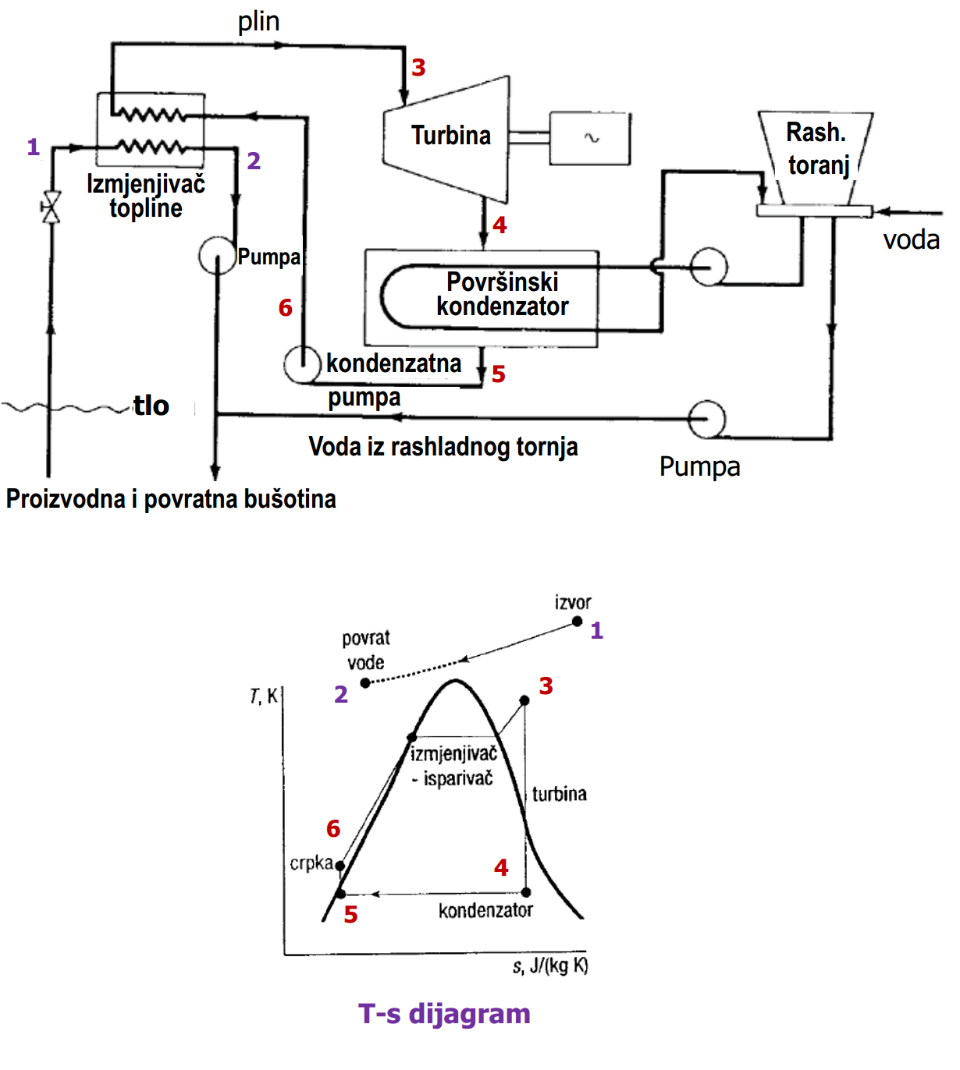 plin
3
Turbina
~
Rash.
toranj
1
2
Izmjenjivač
topline
4
voda
Pumpa
Površinski
kondenzator
6
kondenzatna
pumpa
5
tlo
Voda iz rashladnog tornja
Pumpa
Proizvodna i povratna bušotina
izvor
1
povrat
vode
2
T, K
3
izmjenjivač
- isparivač
turbina
6
crpka
4
5
kondenzator
s, J/(kg K)
T-s dijagram